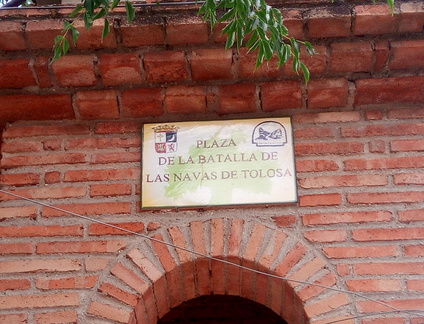 PLAZA
DE LA BATALLA DE
LAS NAVAS DE TOLOSA